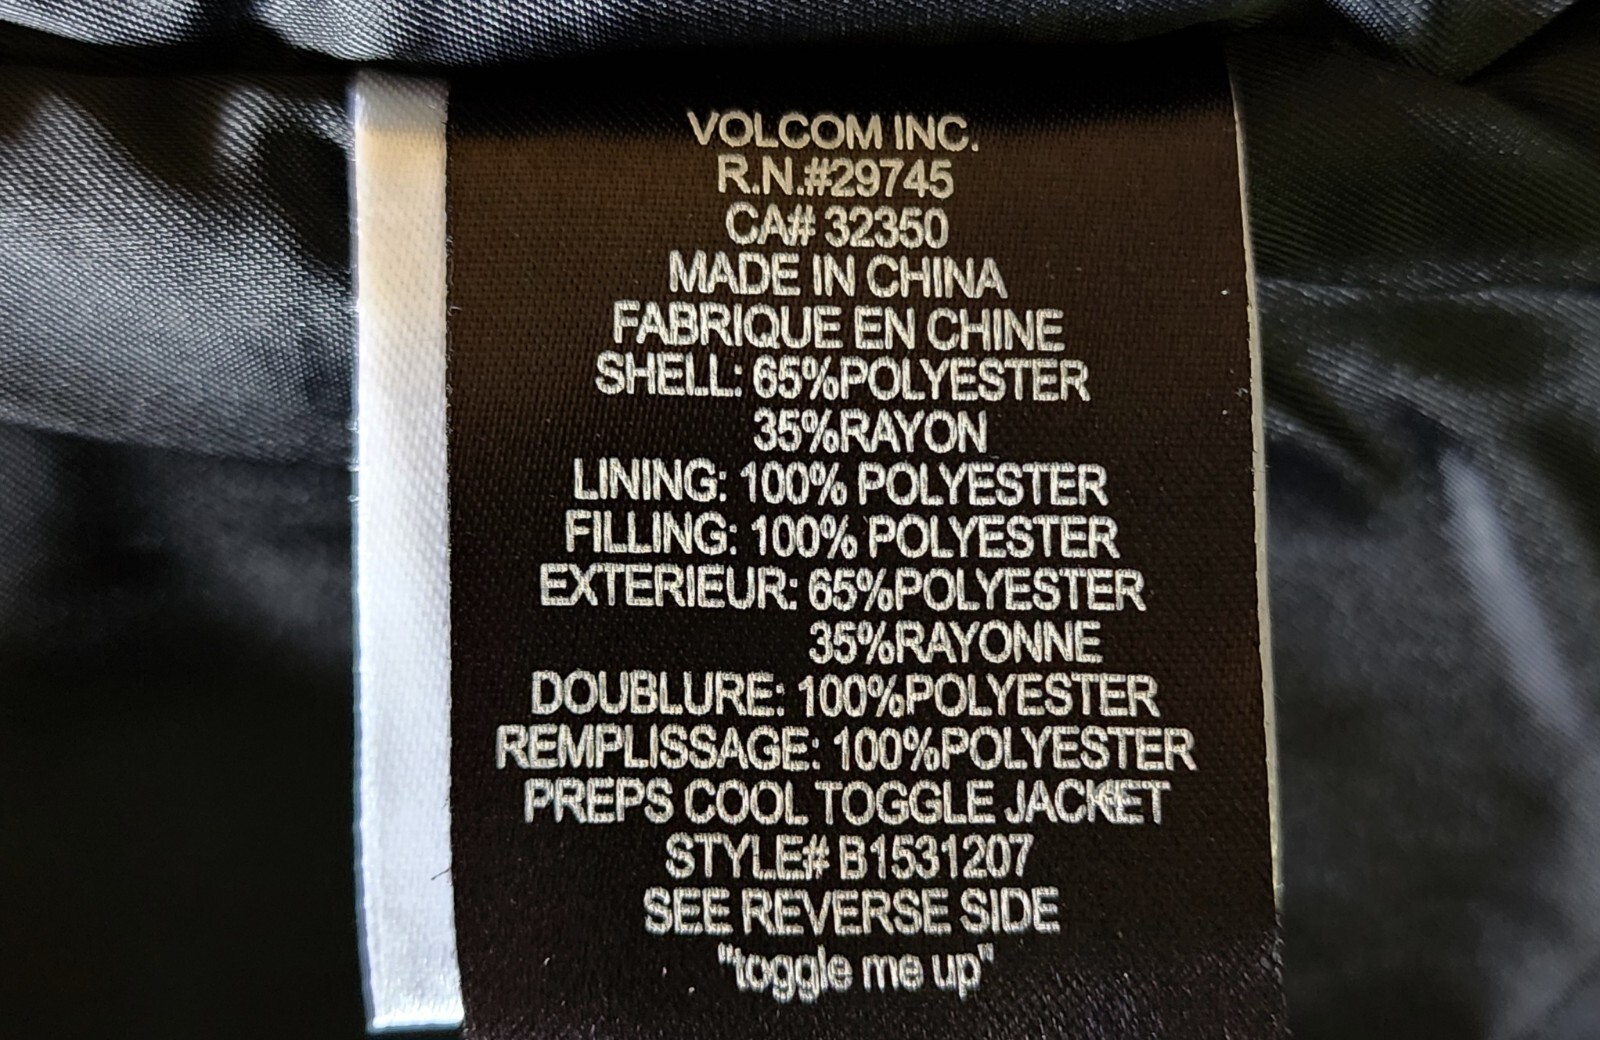 VOLCOM INC.
R.N.#29745
CA# 32350
MADE IN CHINA
FABRIQUE EN CHINE
SHELL: 65%POLYESTER
35%RAYON
LINING: 100% POLYESTER
FILLING: 100% POLYESTER
EXTERIEUR: 65%POLYESTER
35%RAYONNE
DOUBLURE: 100%POLYESTER
REMPLISSAGE: 100%POLYESTER
PREPS COOL TOGGLE JACKET
STYLE# B1531207
SEE REVERSE SIDE
"toggle me up"